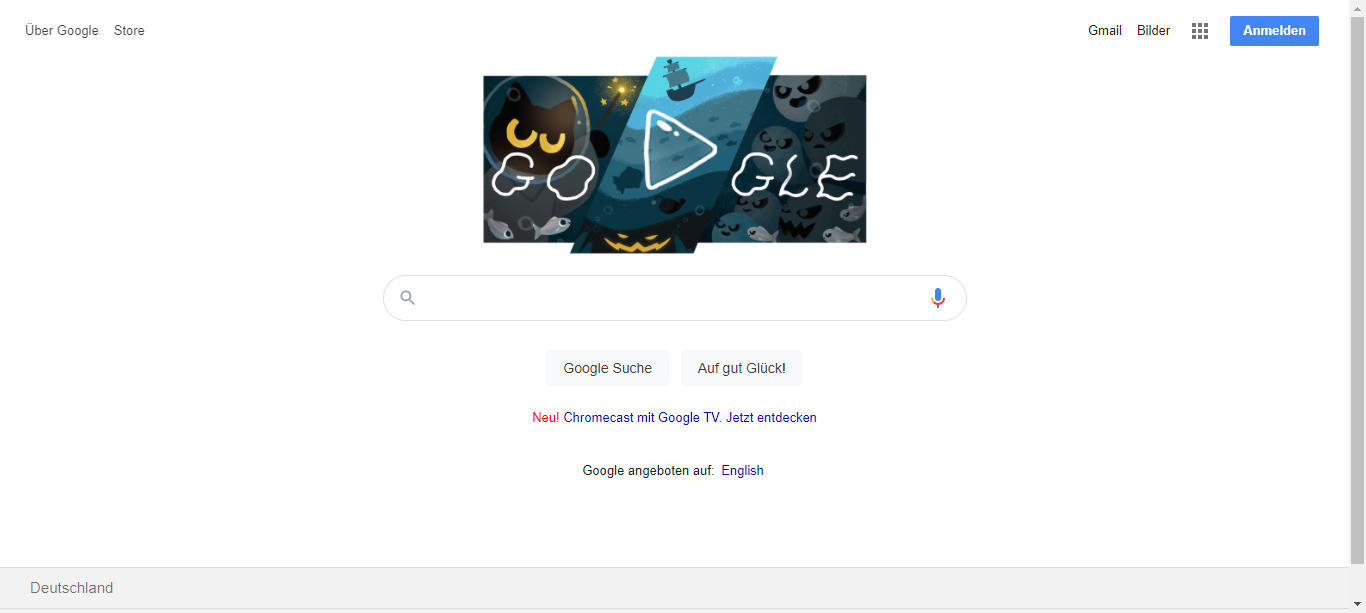 Über Google Store
Gmail Bilder Anmelden
GO GLE
Google Suche Auf gut Glück!
Neu! Chromecast mit Google TV. Jetzt entdecken
Google angeboten auf: English
Deutschland